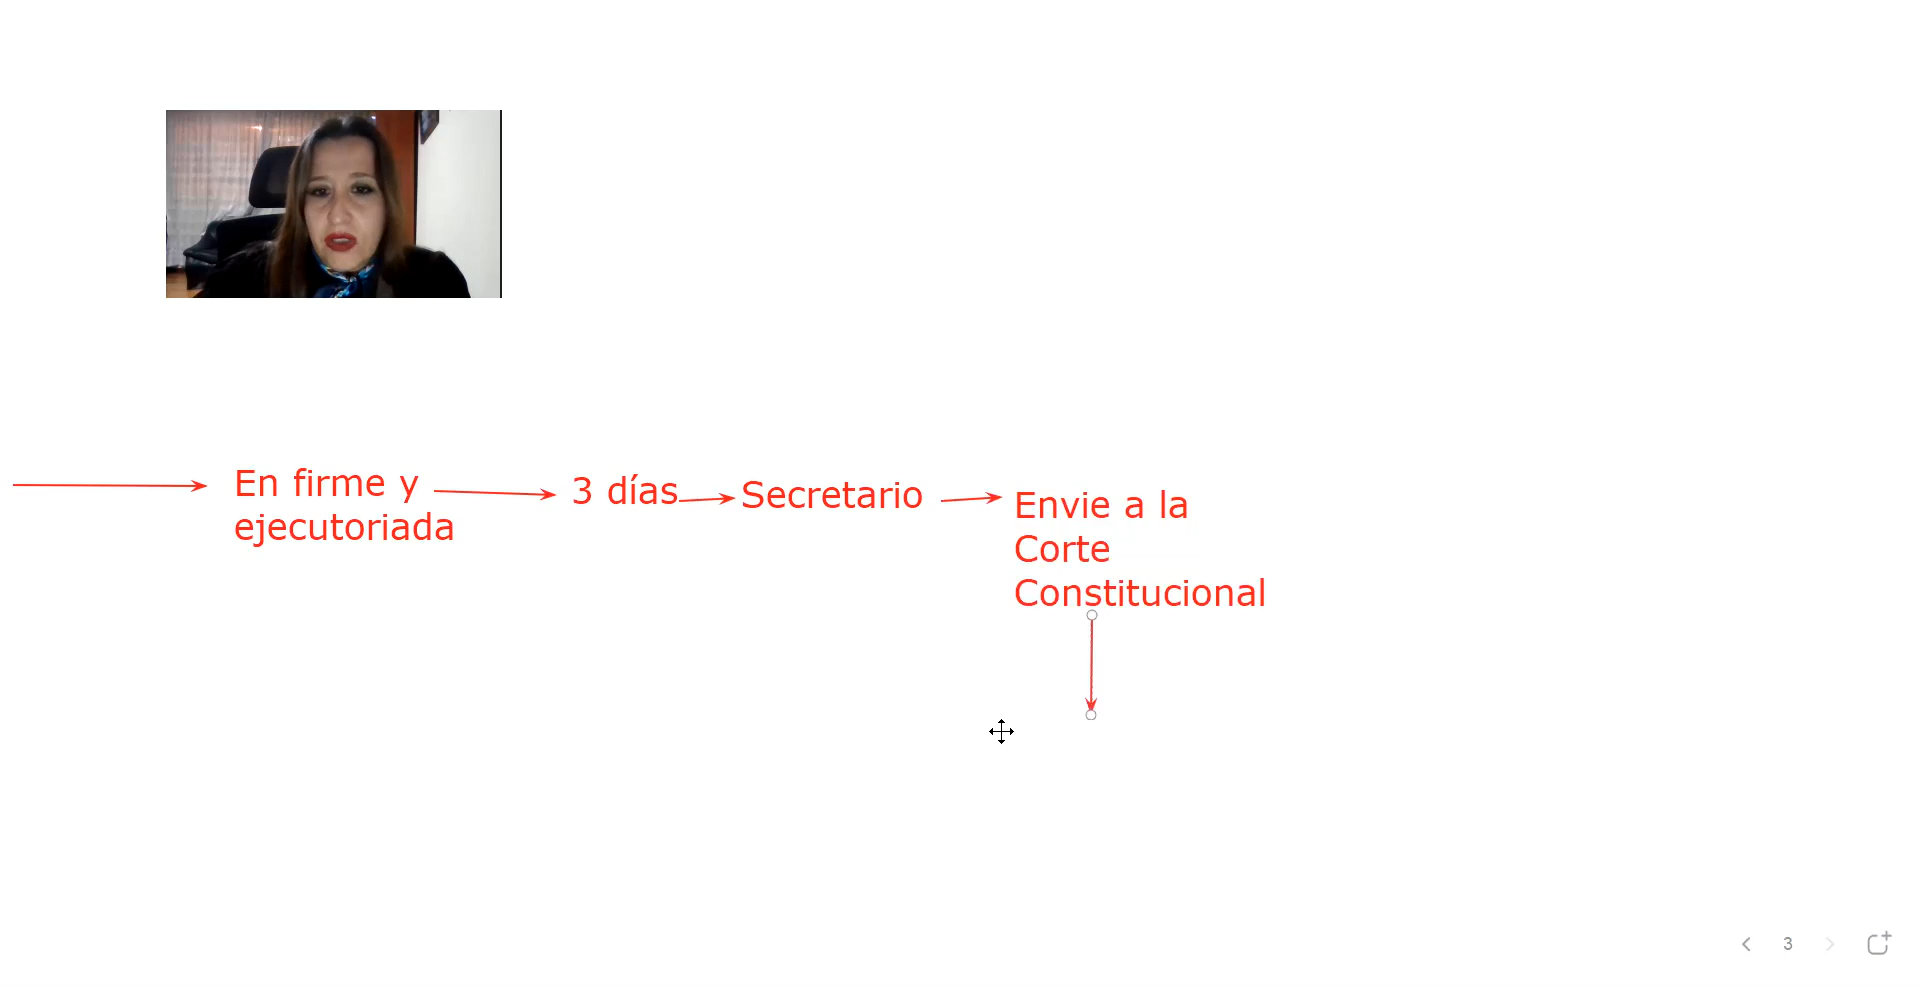 En firme y
ejecutoriada
3 días
Secretario
Envie a la
Corte
Constitucional
3